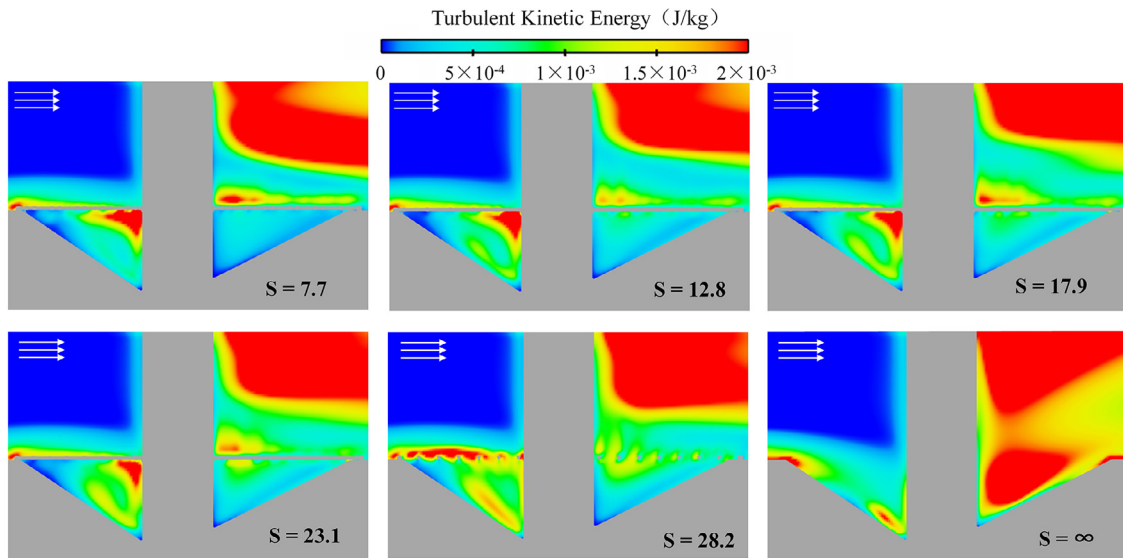 Turbulent Kinetic Energy（J/kg）
0 5×10⁻⁴ 1×10⁻³ 1.5×10⁻³ 2×10⁻³
S = 7.7 S = 12.8 S = 17.9
S = 23.1 S = 28.2 S = ∞